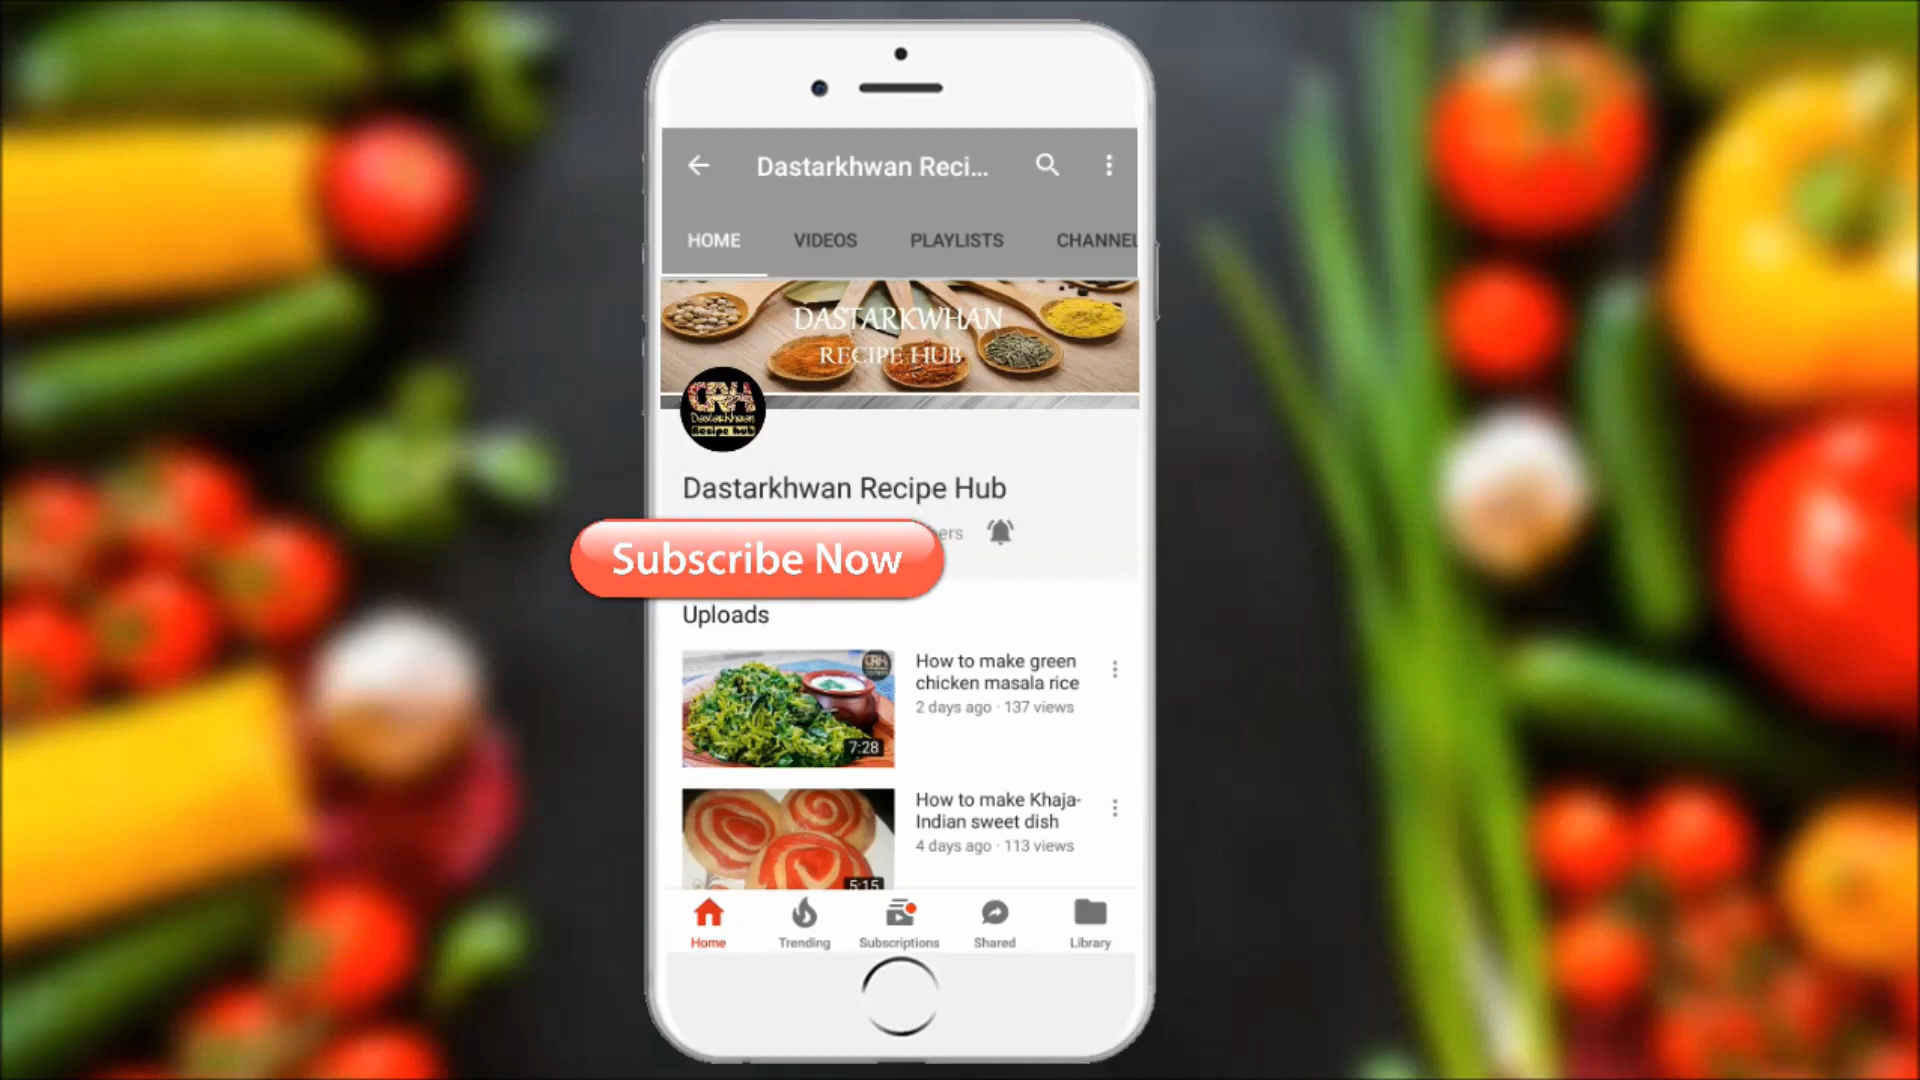 Dastarkhwan Reci...
HOME VIDEOS PLAYLISTS CHANNEL
DASTARKWHAN
RECIPE HUB
DRH
Dastarkhwan
Recipe hub
Dastarkhwan Recipe Hub
Subscribe Now
Uploads
How to make green
chicken masala rice
2 days ago · 137 views
7:28
How to make Khaja-
Indian sweet dish
4 days ago · 113 views
5:15
Home Trending Subscriptions Shared Library